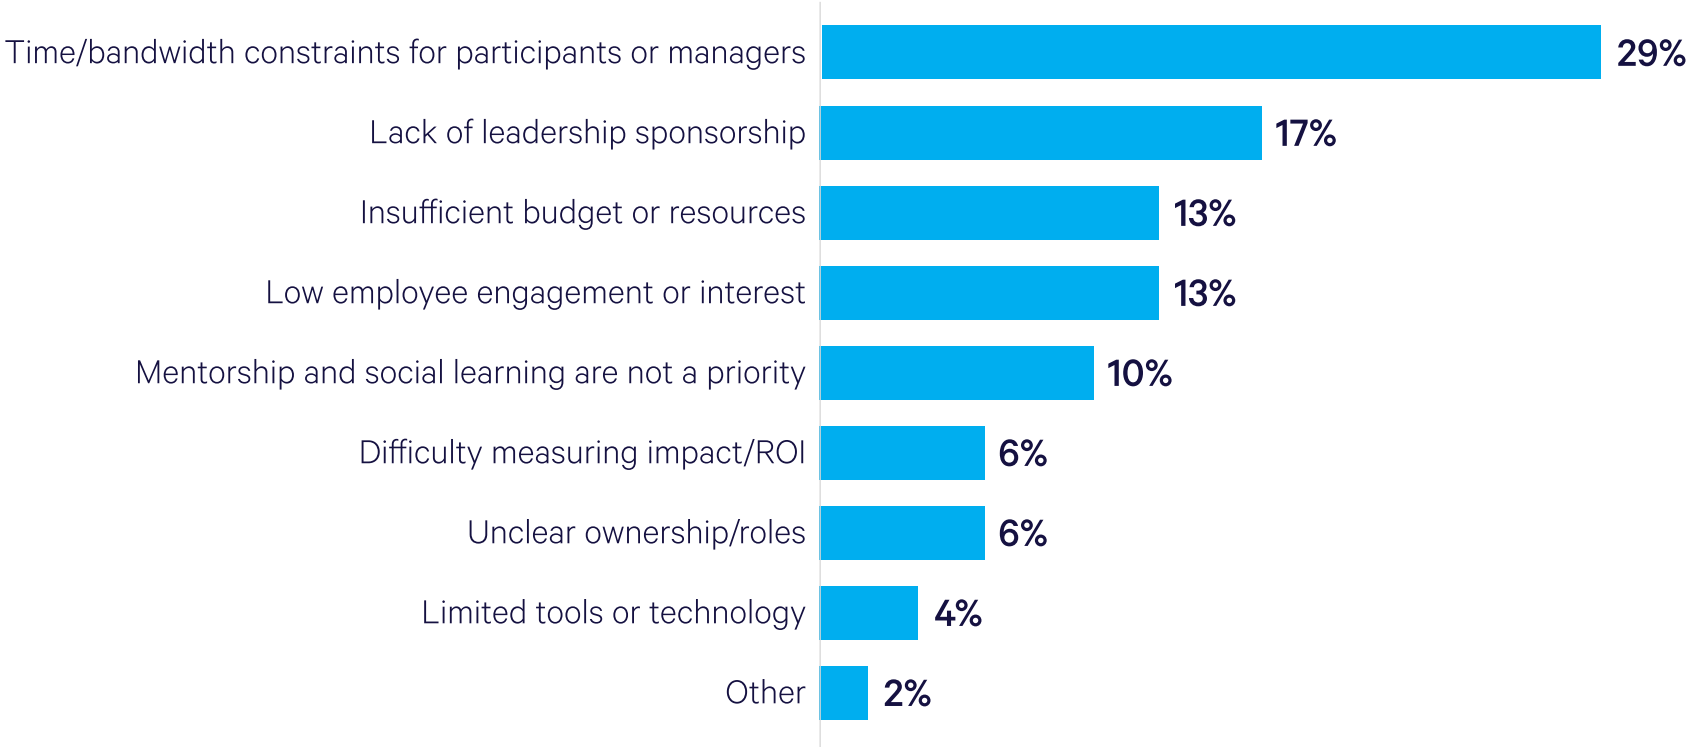 Time/bandwidth constraints for participants or managers 29%
Lack of leadership sponsorship 17%
Insufficient budget or resources 13%
Low employee engagement or interest 13%
Mentorship and social learning are not a priority 10%
Difficulty measuring impact/ROI 6%
Unclear ownership/roles 6%
Limited tools or technology 4%
Other 2%